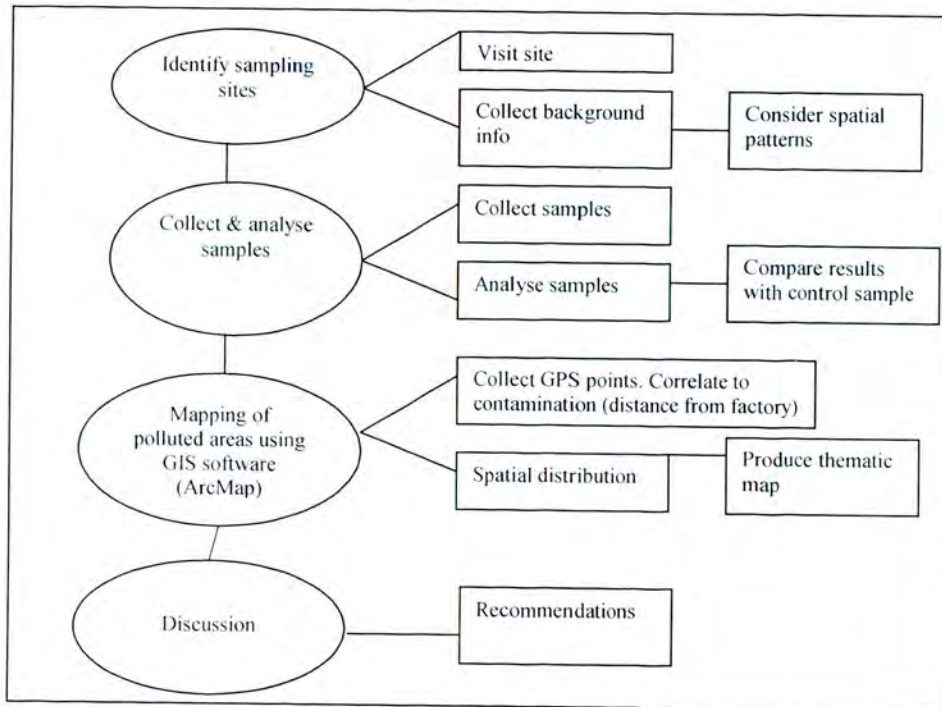 Identify sampling
sites
Visit site
Collect background
info
Consider spatial
patterns
Collect & analyse
samples
Collect samples
Analyse samples
Compare results
with control sample
Mapping of
polluted areas using
GIS software
(ArcMap)
Collect GPS points. Correlate to
contamination (distance from factory)
Spatial distribution
Produce thematic
map
Discussion
Recommendations